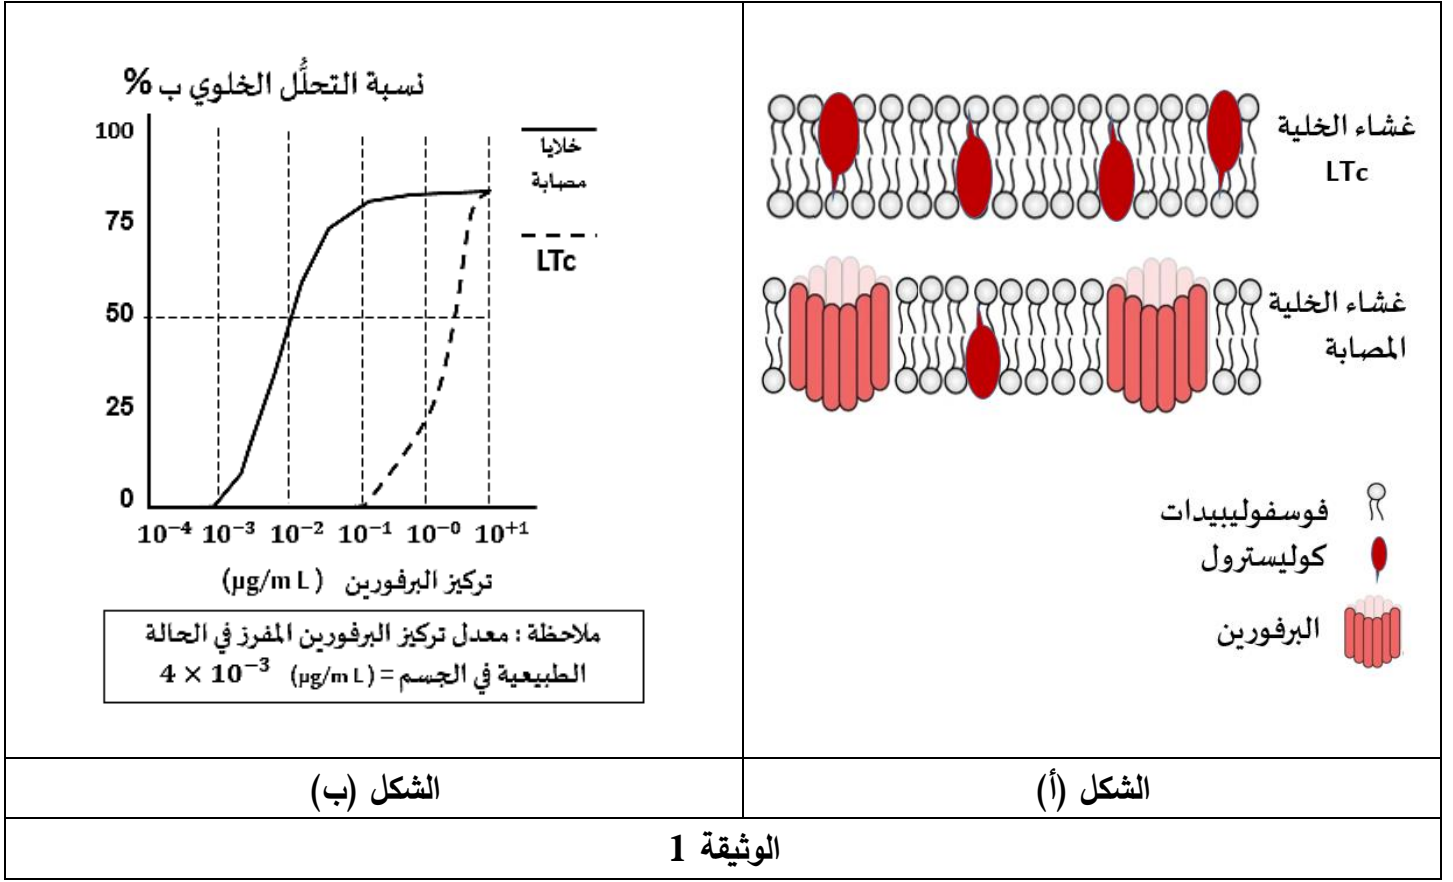 غشاء الخلية
LTc
غشاء الخلية
المصابة
فوسفوليبيدات
كوليسترول
البرفورين
نسبة التحلُّل الخلوي ب %
100
75
50
25
0
خلايا
مصابة
LTc
10⁻⁴ 10⁻³ 10⁻² 10⁻¹ 10⁻⁰ 10⁺¹
تركيز البرفورين (µg/m L)
ملاحظة : معدل تركيز البرفورين المفرز في الحالة
الطبيعية في الجسم = (µg/m L) 4 × 10⁻³
الشكل (أ)
الشكل (ب)
الوثيقة 1